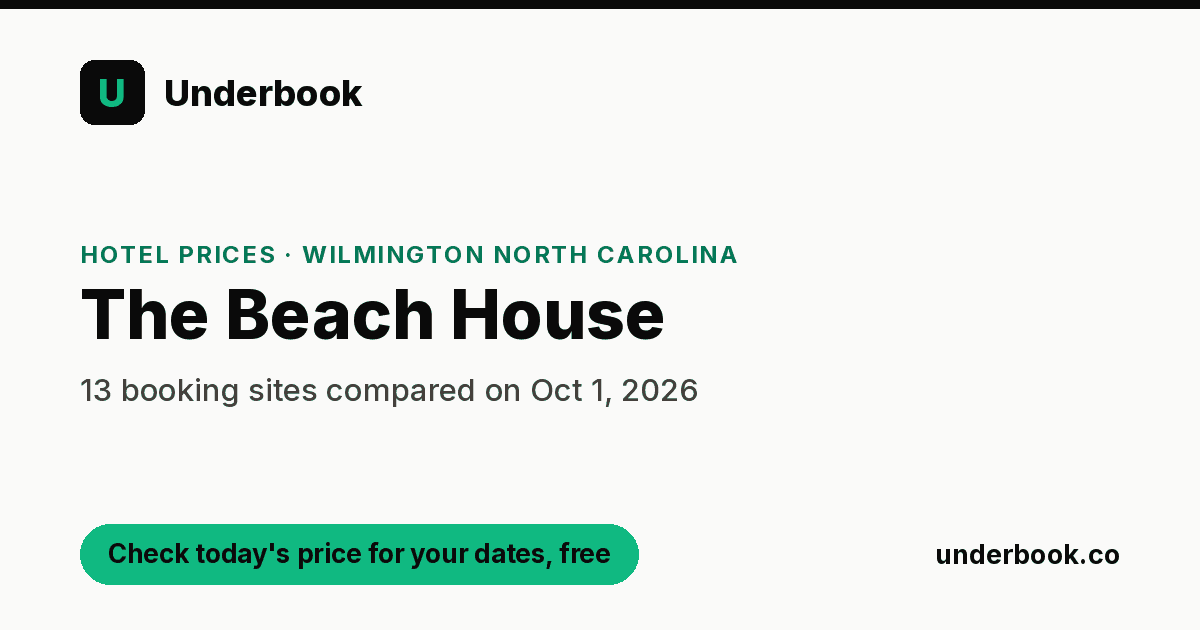 U Underbook
HOTEL PRICES · WILMINGTON NORTH CAROLINA
The Beach House
13 booking sites compared on Oct 1, 2026
Check today's price for your dates, free
underbook.co